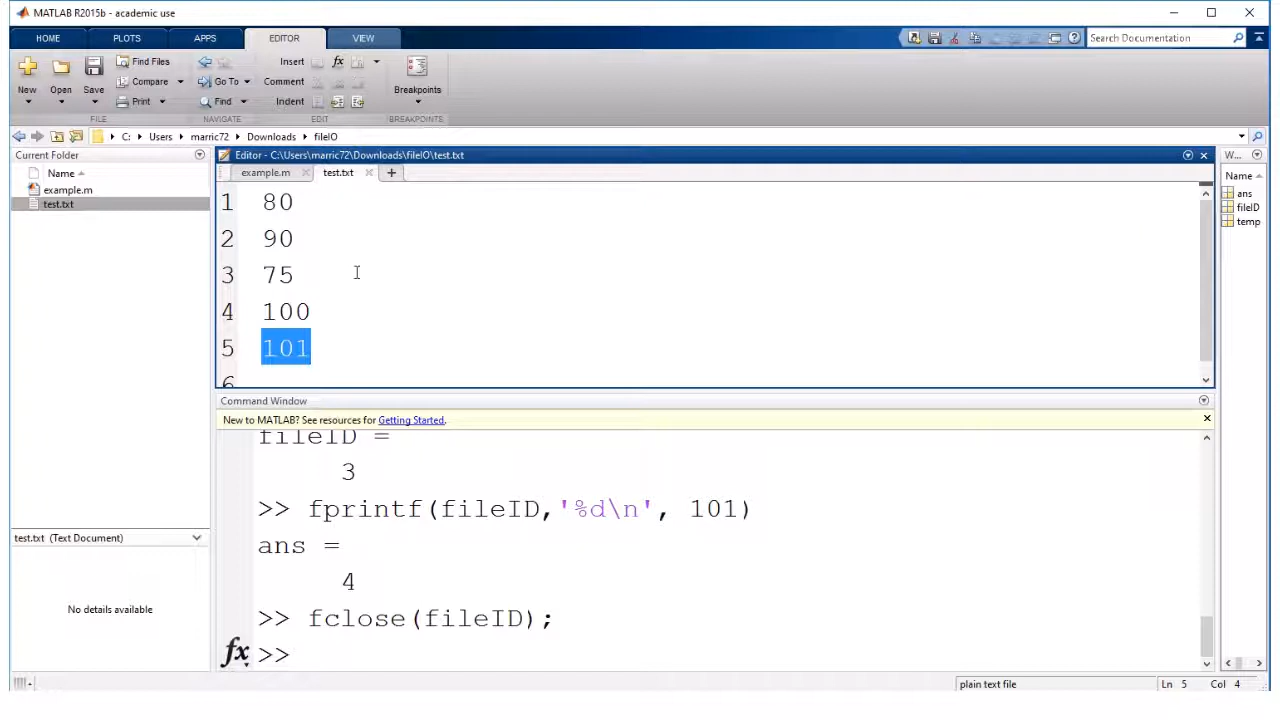 MATLAB R2015b - academic use
HOME PLOTS APPS EDITOR VIEW
Search Documentation
New Open Save Find Files Compare Print Go To Find Insert Comment Indent fx Breakpoints
FILE NAVIGATE EDIT BREAKPOINTS
C: Users marric72 Downloads fileIO
Current Folder
Name
example.m
test.txt
test.txt (Text Document)
No details available
Editor - C:\Users\marric72\Downloads\fileIO\test.txt
example.m test.txt +
1 80
2 90
3 75
4 100
5 101
6
Command Window
New to MATLAB? See resources for Getting Started.
fileID =
3
>> fprintf(fileID,'%d\n', 101)
ans =
4
>> fclose(fileID);
fx >>
W...
Name
ans
fileID
temp
plain text file Ln 5 Col 4